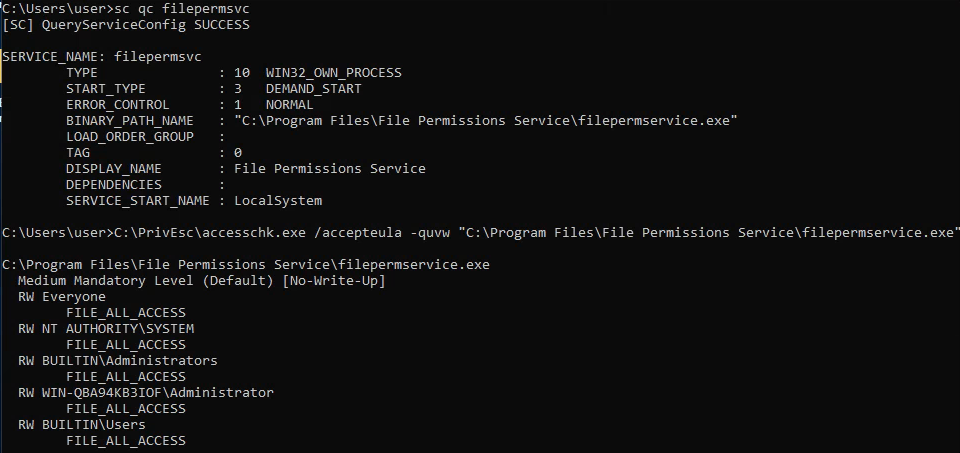 C:\Users\user>sc qc filepermsvc
[SC] QueryServiceConfig SUCCESS
SERVICE_NAME: filepermsvc
TYPE : 10 WIN32_OWN_PROCESS
START_TYPE : 3 DEMAND_START
ERROR_CONTROL : 1 NORMAL
BINARY_PATH_NAME : "C:\Program Files\File Permissions Service\filepermservice.exe"
LOAD_ORDER_GROUP :
TAG : 0
DISPLAY_NAME : File Permissions Service
DEPENDENCIES :
SERVICE_START_NAME : LocalSystem
C:\Users\user>C:\PrivEsc\accesschk.exe /accepteula -quvw "C:\Program Files\File Permissions Service\filepermservice.exe"
C:\Program Files\File Permissions Service\filepermservice.exe
Medium Mandatory Level (Default) [No-Write-Up]
RW Everyone
FILE_ALL_ACCESS
RW NT AUTHORITY\SYSTEM
FILE_ALL_ACCESS
RW BUILTIN\Administrators
FILE_ALL_ACCESS
RW WIN-QBA94KB3IOF\Administrator
FILE_ALL_ACCESS
RW BUILTIN\Users
FILE_ALL_ACCESS